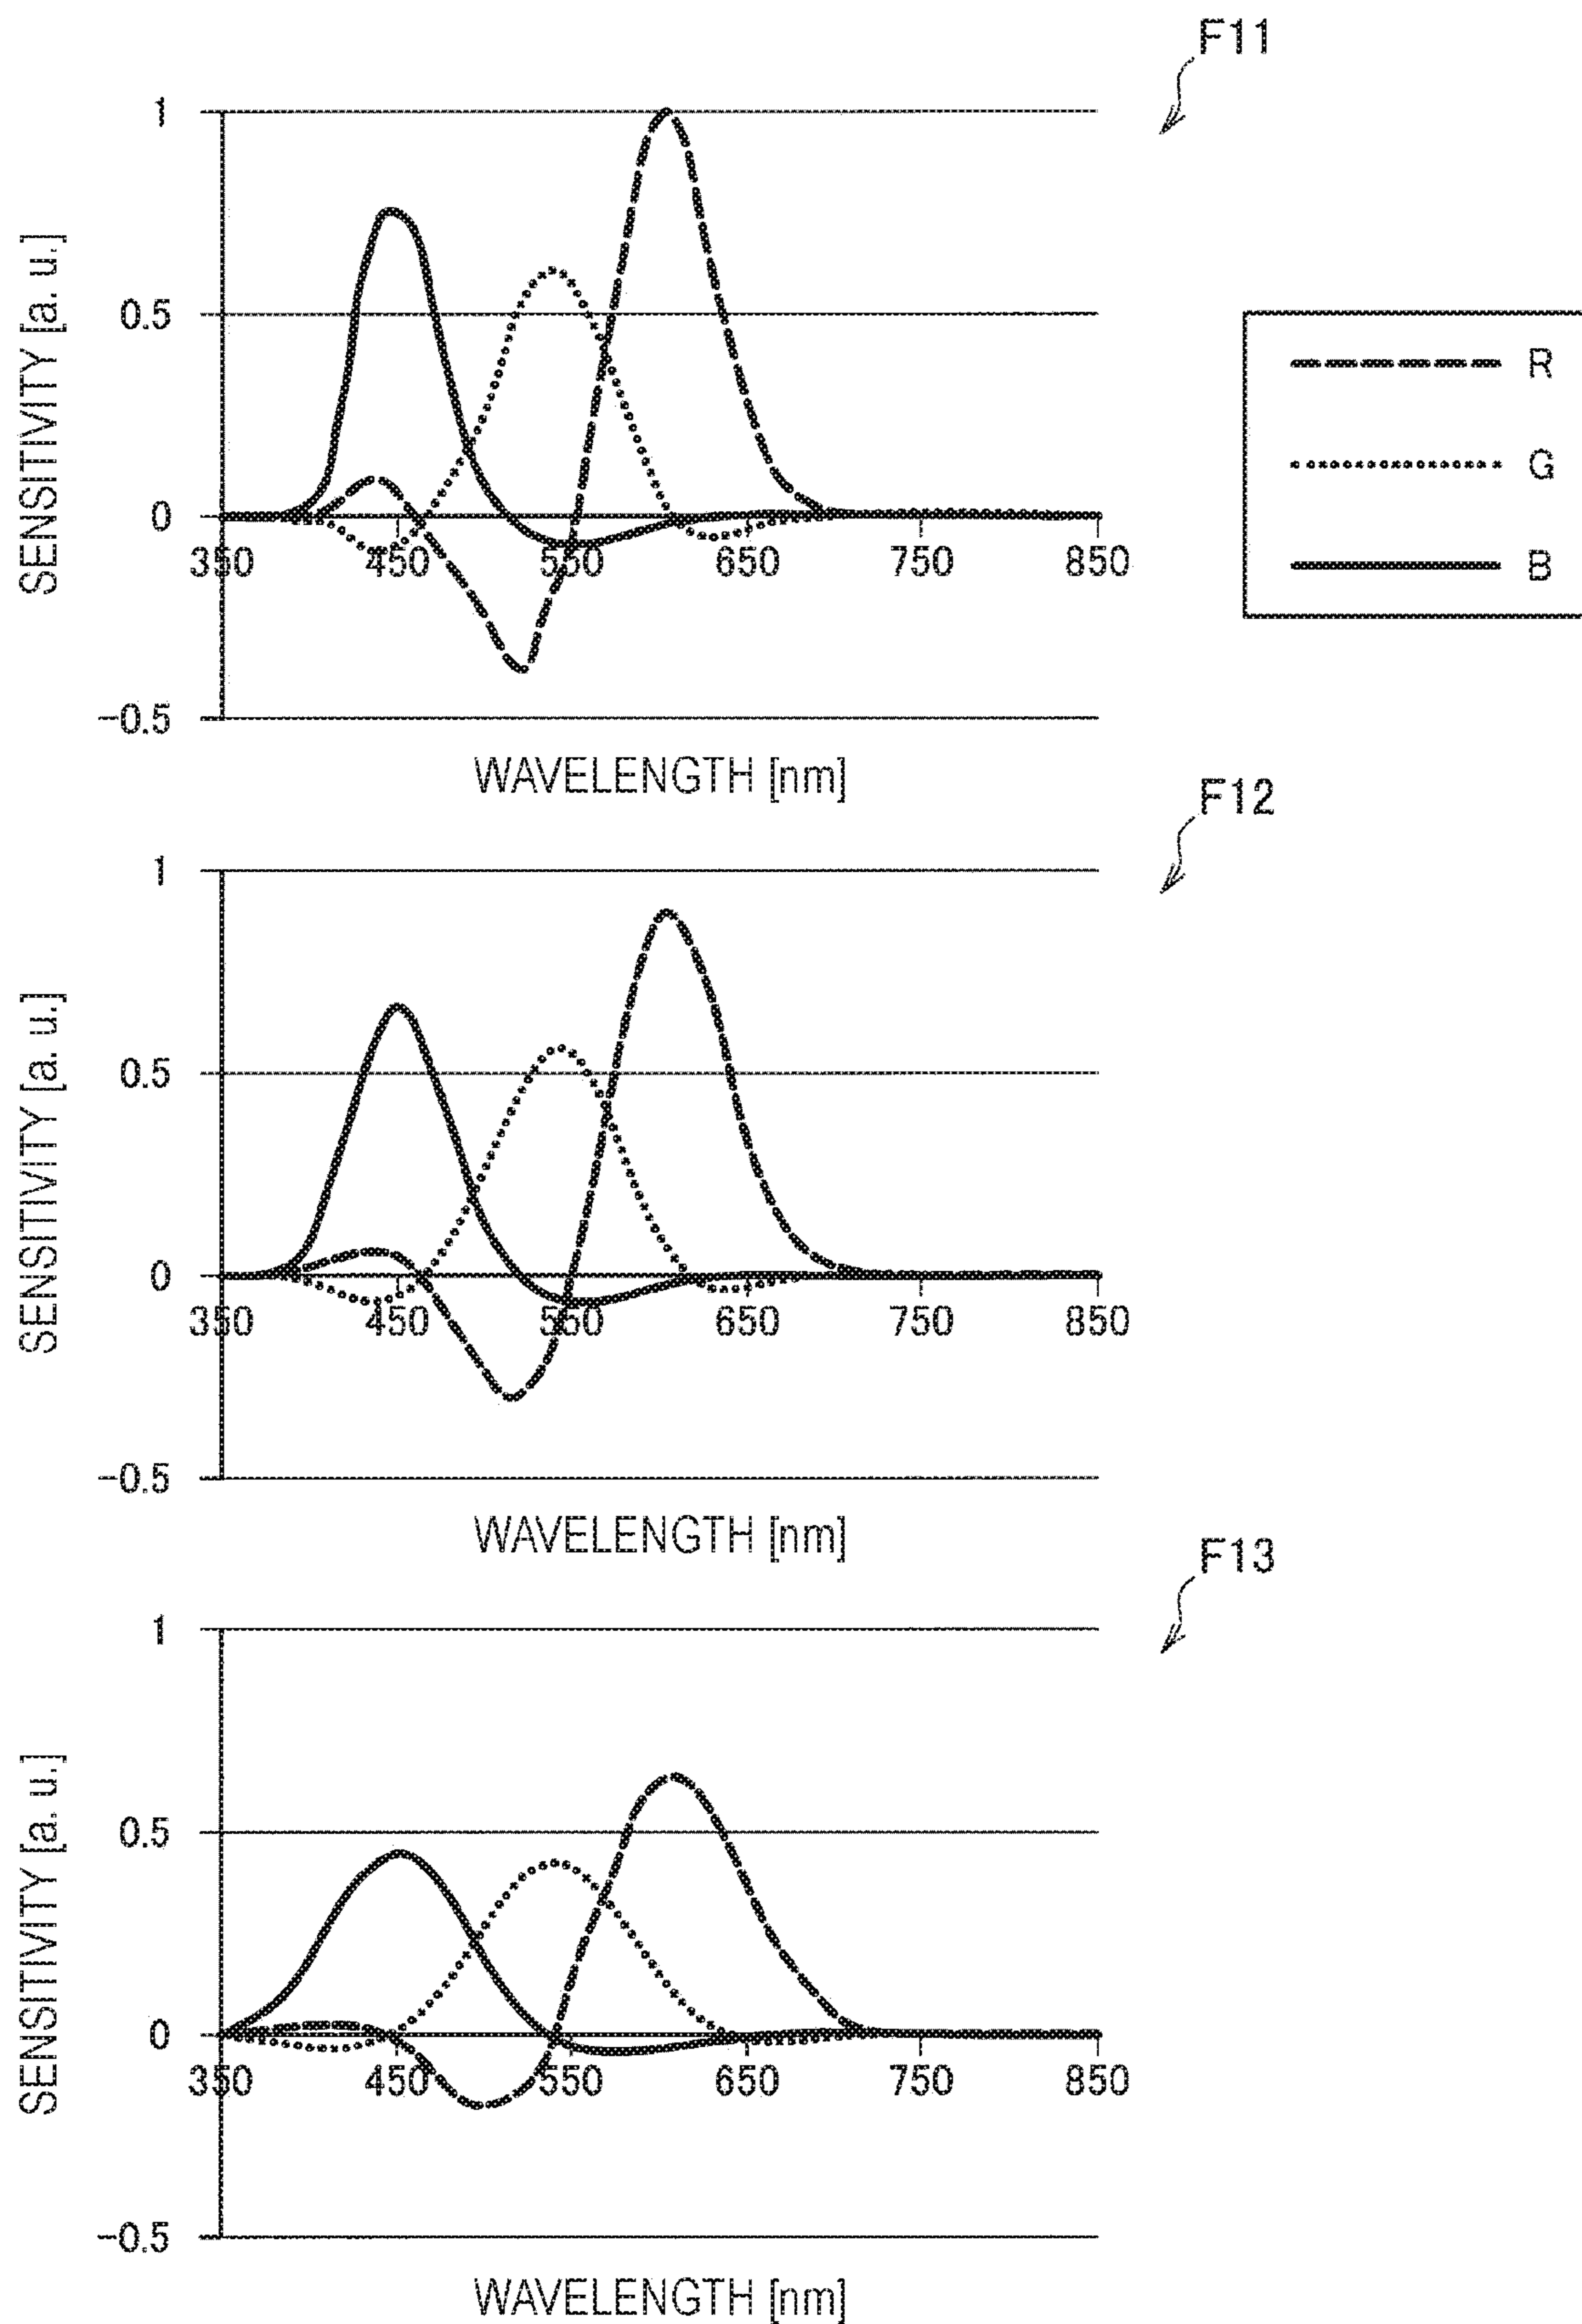 F11
SENSITIVITY [a. u.]
1
0.5
0
-0.5
350 450 550 650 750 850
WAVELENGTH [nm]
R
G
B
F12
SENSITIVITY [a. u.]
1
0.5
0
-0.5
350 450 550 650 750 850
WAVELENGTH [nm]
F13
SENSITIVITY [a. u.]
1
0.5
0
-0.5
350 450 550 650 750 850
WAVELENGTH [nm]